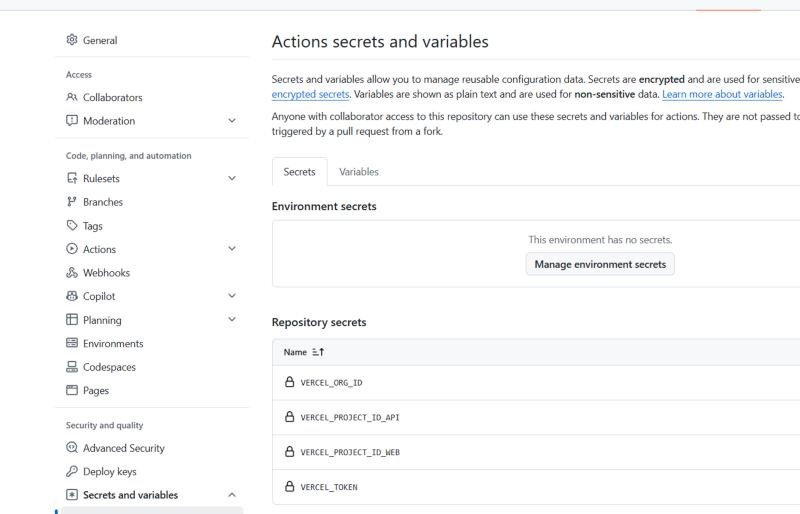 General
Access
Collaborators
Moderation
Code, planning, and automation
Rulesets
Branches
Tags
Actions
Webhooks
Copilot
Planning
Environments
Codespaces
Pages
Security and quality
Advanced Security
Deploy keys
Secrets and variables
Actions secrets and variables
Secrets and variables allow you to manage reusable configuration data. Secrets are encrypted and are used for sensitive
encrypted secrets. Variables are shown as plain text and are used for non-sensitive data. Learn more about variables.
Anyone with collaborator access to this repository can use these secrets and variables for actions. They are not passed to
triggered by a pull request from a fork.
Secrets Variables
Environment secrets
This environment has no secrets.
Manage environment secrets
Repository secrets
Name
VERCEL_ORG_ID
VERCEL_PROJECT_ID_API
VERCEL_PROJECT_ID_WEB
VERCEL_TOKEN